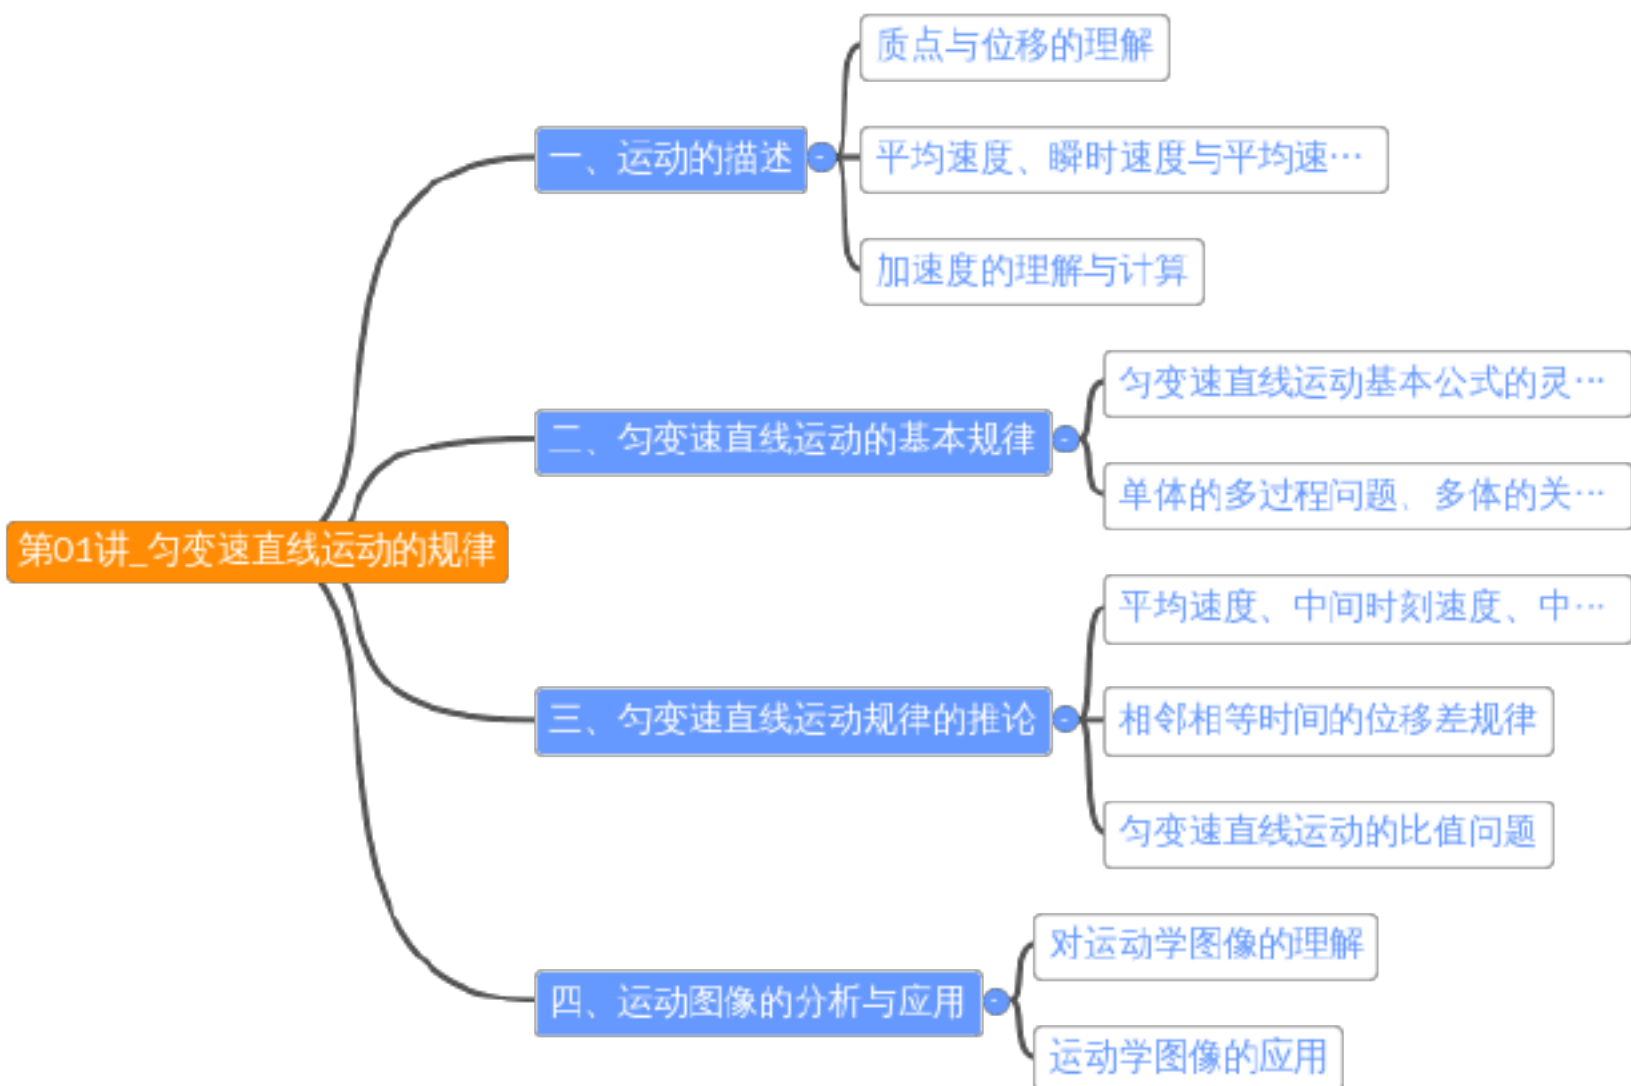 质点与位移的理解
一、运动的描述
平均速度、瞬时速度与平均速…
加速度的理解与计算
匀变速直线运动基本公式的灵…
二、匀变速直线运动的基本规律
单体的多过程问题、多体的关…
第01讲_匀变速直线运动的规律
平均速度、中间时刻速度、中…
三、匀变速直线运动规律的推论
相邻相等时间的位移差规律
匀变速直线运动的比值问题
对运动学图像的理解
四、运动图像的分析与应用
运动学图像的应用